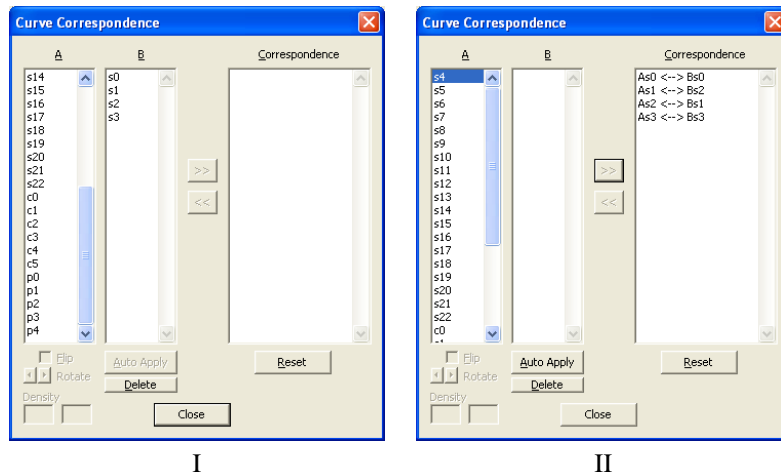 Curve Correspondence
A B Correspondence
s14
s15
s16
s17
s18
s19
s20
s21
s22
c0
c1
c2
c3
c4
c5
p0
p1
p2
p3
p4
s0
s1
s2
s3
>>
<<
Flip
Rotate
Density
Auto Apply
Delete
Reset
Close
I
Curve Correspondence
A B Correspondence
s4
s5
s6
s7
s8
s9
s10
s11
s12
s13
s14
s15
s16
s17
s18
s19
s20
s21
s22
c0
>>
<<
As0 <--> Bs0
As1 <--> Bs2
As2 <--> Bs1
As3 <--> Bs3
Flip
Rotate
Density
Auto Apply
Delete
Reset
Close
II